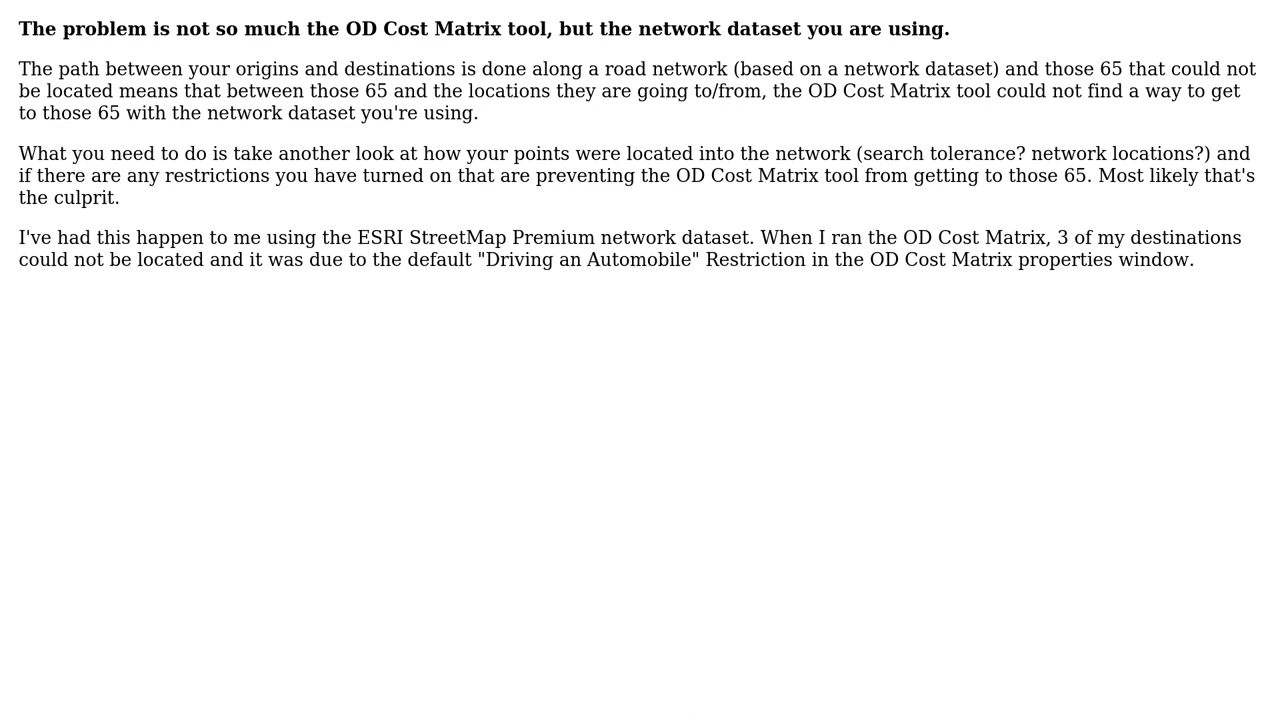 The problem is not so much the OD Cost Matrix tool, but the network dataset you are using.
The path between your origins and destinations is done along a road network (based on a network dataset) and those 65 that could not
be located means that between those 65 and the locations they are going to/from, the OD Cost Matrix tool could not find a way to get
to those 65 with the network dataset you're using.
What you need to do is take another look at how your points were located into the network (search tolerance? network locations?) and
if there are any restrictions you have turned on that are preventing the OD Cost Matrix tool from getting to those 65. Most likely that's
the culprit.
I've had this happen to me using the ESRI StreetMap Premium network dataset. When I ran the OD Cost Matrix, 3 of my destinations
could not be located and it was due to the default "Driving an Automobile" Restriction in the OD Cost Matrix properties window.